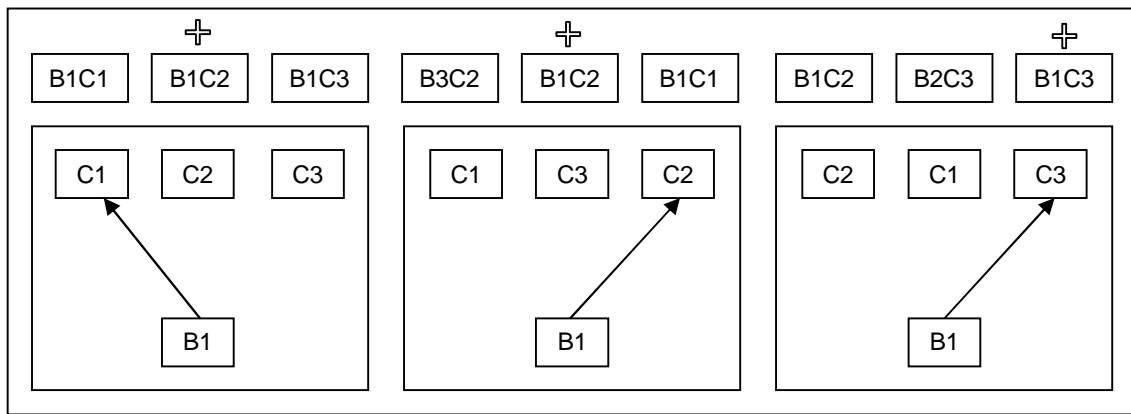 B1C1 B1C2 B1C3 B3C2 B1C2 B1C1 B1C2 B2C3 B1C3
C1 C2 C3 C1 C3 C2 C2 C1 C3
B1 B1 B1